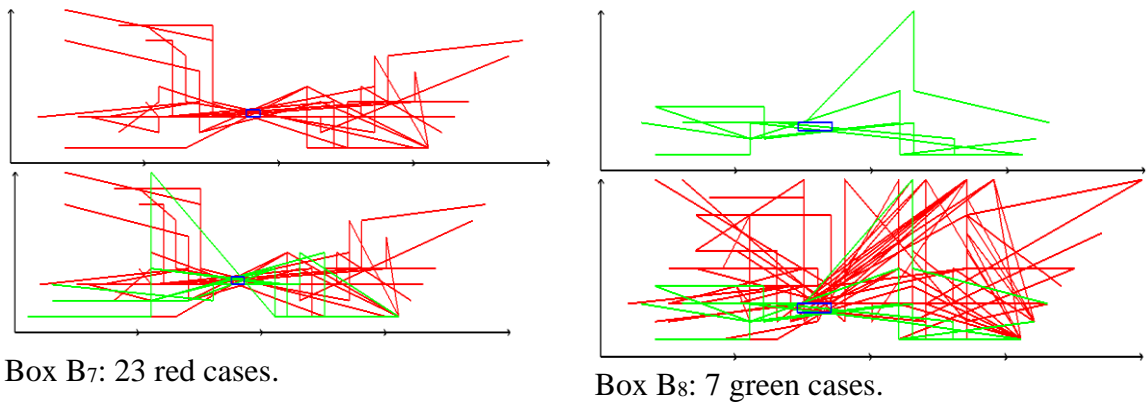 Box B₇: 23 red cases.
Box B₈: 7 green cases.